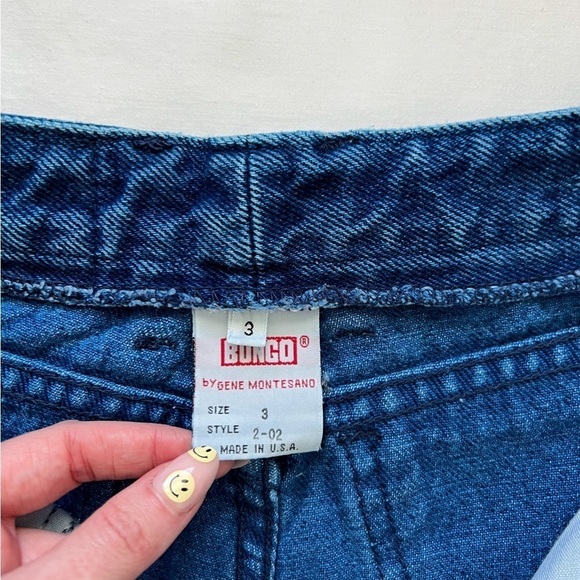 3
BONGO®
by GENE MONTESANO
SIZE 3
STYLE 2-02
MADE IN U.S.A.